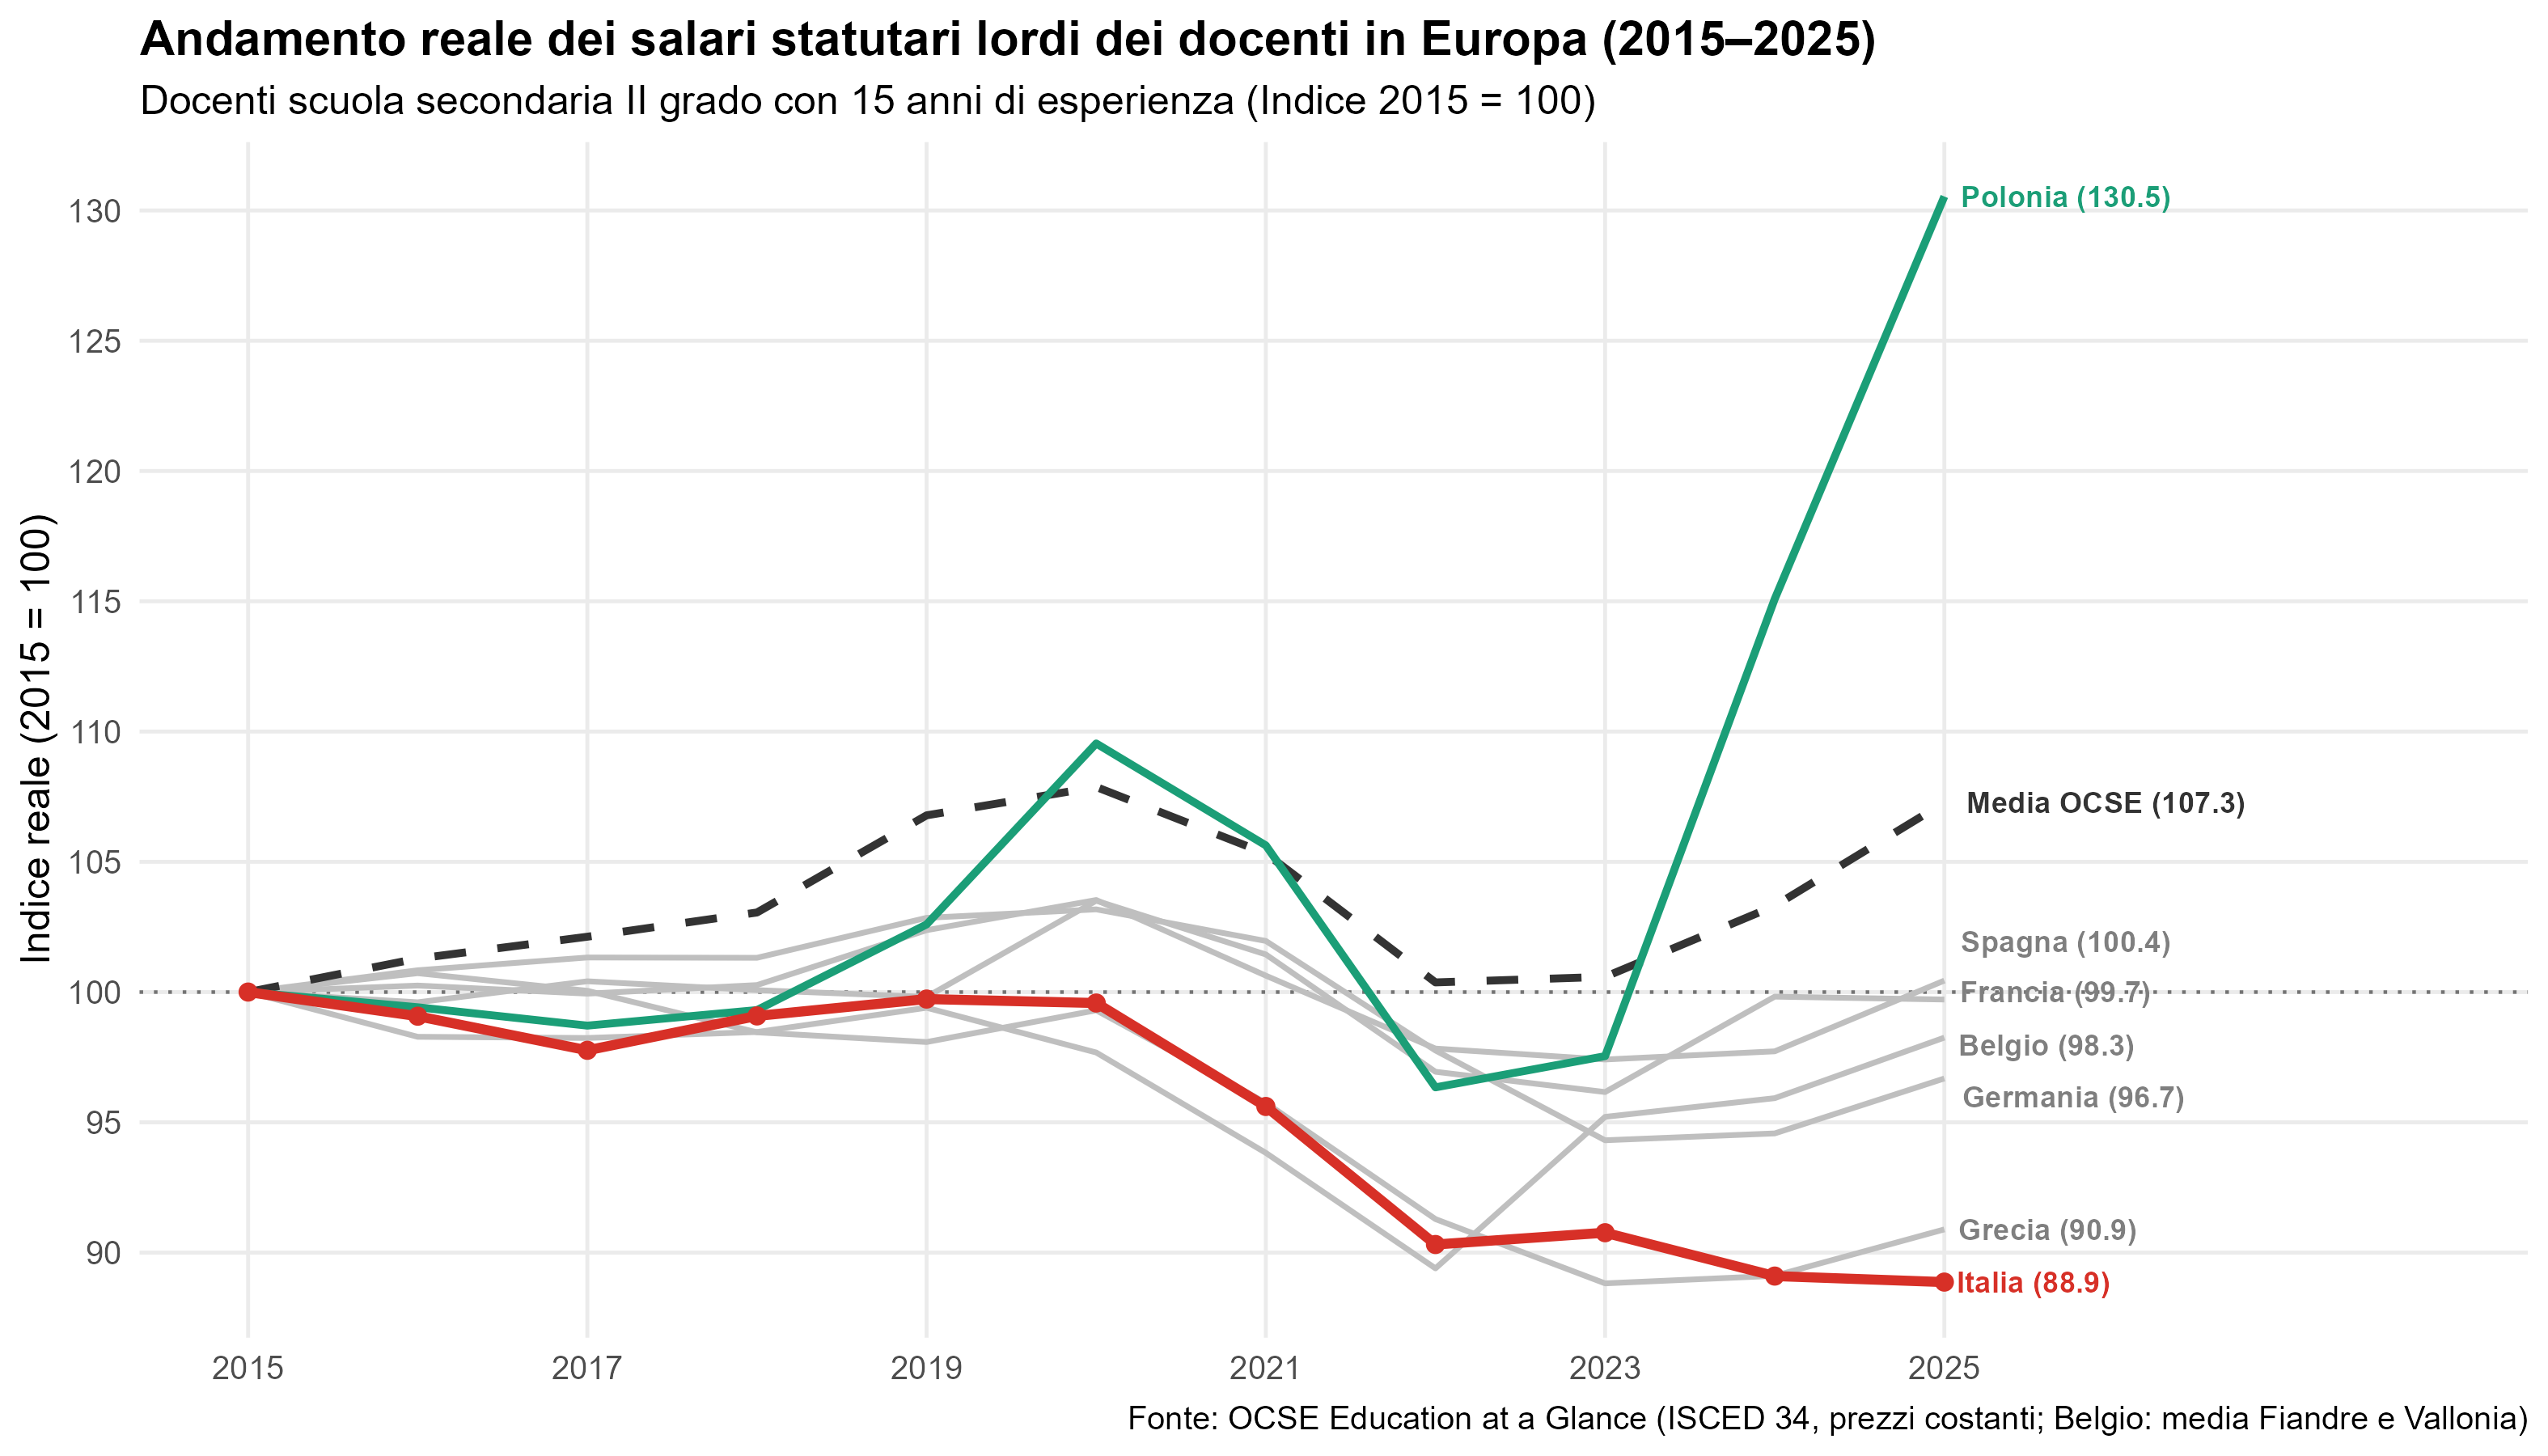 Andamento reale dei salari statutari lordi dei docenti in Europa (2015–2025)
Docenti scuola secondaria II grado con 15 anni di esperienza (Indice 2015 = 100)
Indice reale (2015 = 100)
130
125
120
115
110
105
100
95
90
Polonia (130.5)
Media OCSE (107.3)
Spagna (100.4)
Francia (99.7)
Belgio (98.3)
Germania (96.7)
Grecia (90.9)
Italia (88.9)
2015 2017 2019 2021 2023 2025
Fonte: OCSE Education at a Glance (ISCED 34, prezzi costanti; Belgio: media Fiandre e Vallonia)